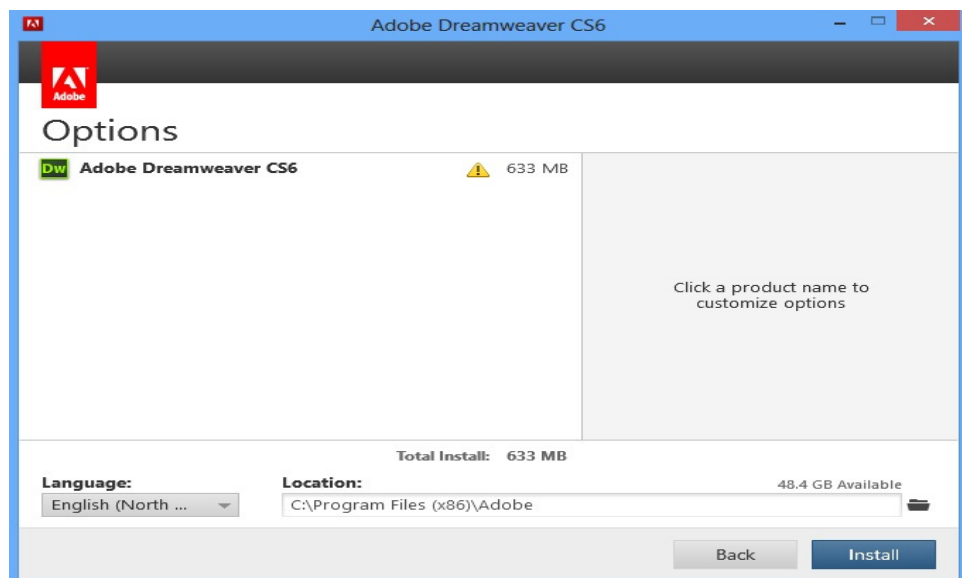 Adobe Dreamweaver CS6
Adobe
Options
Dw Adobe Dreamweaver CS6 633 MB
Click a product name to
customize options
Total Install: 633 MB
Language: Location: 48.4 GB Available
English (North ... C:\Program Files (x86)\Adobe
Back Install